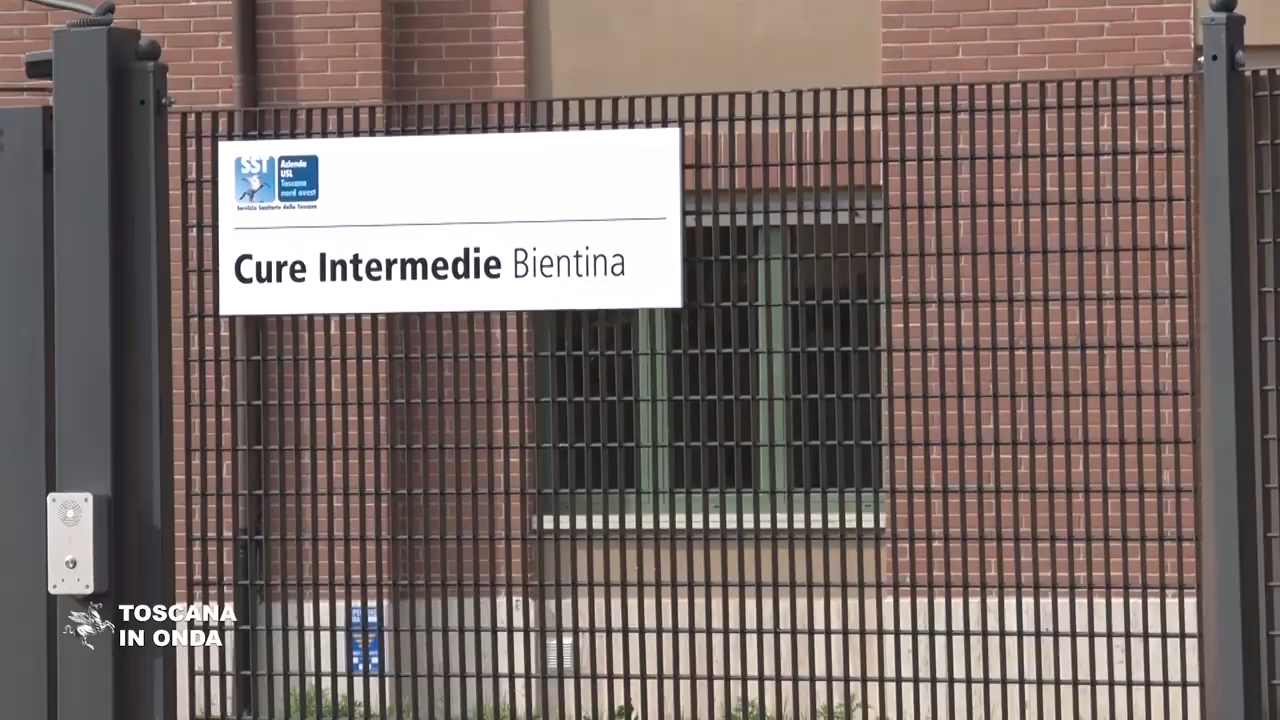 SST
Azienda
USL
Toscana
nord ovest
Servizio Sanitario della Toscana
Cure Intermedie Bientina
TOSCANA
IN ONDA